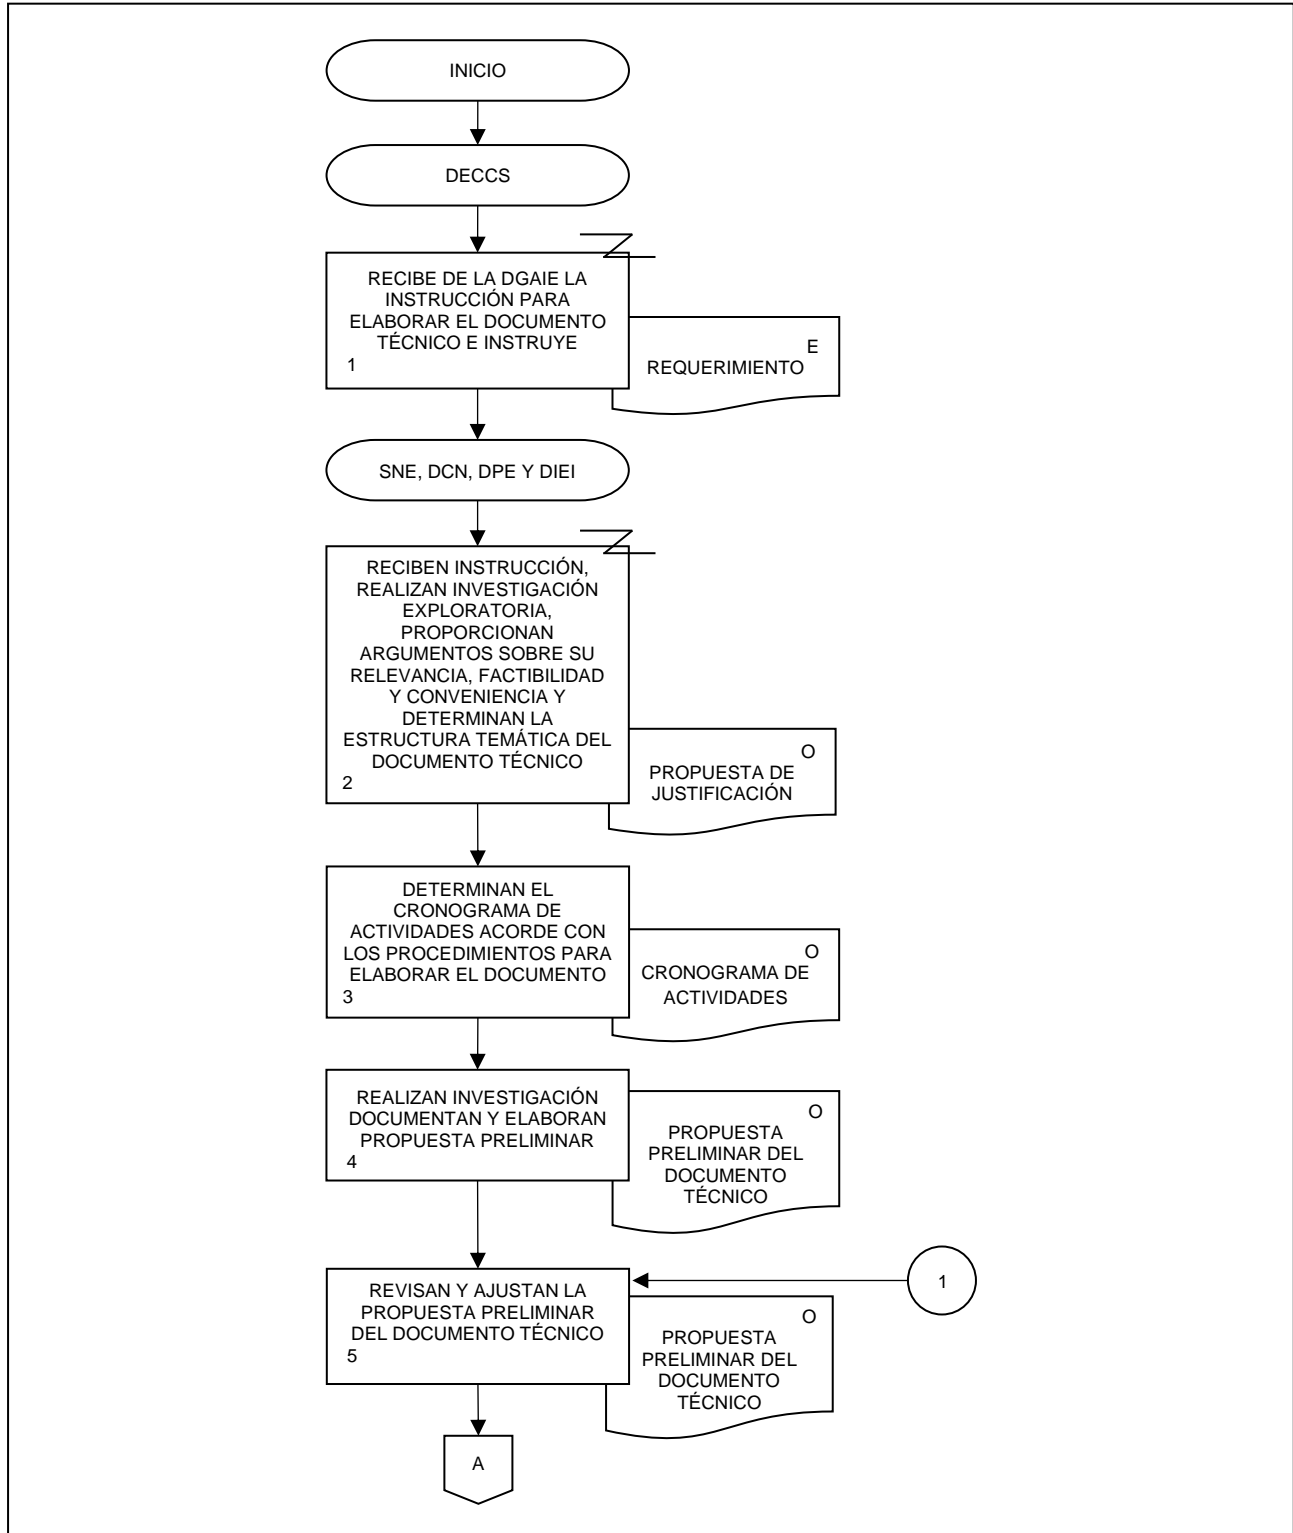 INICIO
DECCS
RECIBE DE LA DGAIE LA
INSTRUCCIÓN PARA
ELABORAR EL DOCUMENTO
TÉCNICO E INSTRUYE
1
E
REQUERIMIENTO
SNE, DCN, DPE Y DIEI
RECIBEN INSTRUCCIÓN,
REALIZAN INVESTIGACIÓN
EXPLORATORIA,
PROPORCIONAN
ARGUMENTOS SOBRE SU
RELEVANCIA, FACTIBILIDAD
Y CONVENIENCIA Y
DETERMINAN LA
ESTRUCTURA TEMÁTICA DEL
DOCUMENTO TÉCNICO
2
O
PROPUESTA DE
JUSTIFICACIÓN
DETERMINAN EL
CRONOGRAMA DE
ACTIVIDADES ACORDE CON
LOS PROCEDIMIENTOS PARA
ELABORAR EL DOCUMENTO
3
O
CRONOGRAMA DE
ACTIVIDADES
REALIZAN INVESTIGACIÓN
DOCUMENTAN Y ELABORAN
PROPUESTA PRELIMINAR
4
O
PROPUESTA
PRELIMINAR DEL
DOCUMENTO
TÉCNICO
1
REVISAN Y AJUSTAN LA
PROPUESTA PRELIMINAR
DEL DOCUMENTO TÉCNICO
5
O
PROPUESTA
PRELIMINAR DEL
DOCUMENTO
TÉCNICO
A